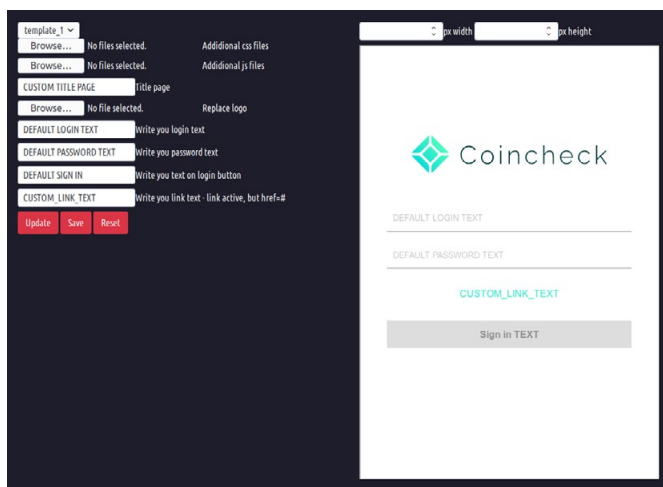 template_1
Browse... No files selected. Addidional css files
Browse... No files selected. Addidional js files
CUSTOM TITLE PAGE Title page
Browse... No file selected. Replace logo
DEFAULT LOGIN TEXT Write you login text
DEFAULT PASSWORD TEXT Write you password text
DEFAULT SIGN IN Write you text on login button
CUSTOM_LINK_TEXT Write you link text - link active, but href=#
Update Save Reset
px width px height
Coincheck
DEFAULT LOGIN TEXT
DEFAULT PASSWORD TEXT
CUSTOM_LINK_TEXT
Sign in TEXT